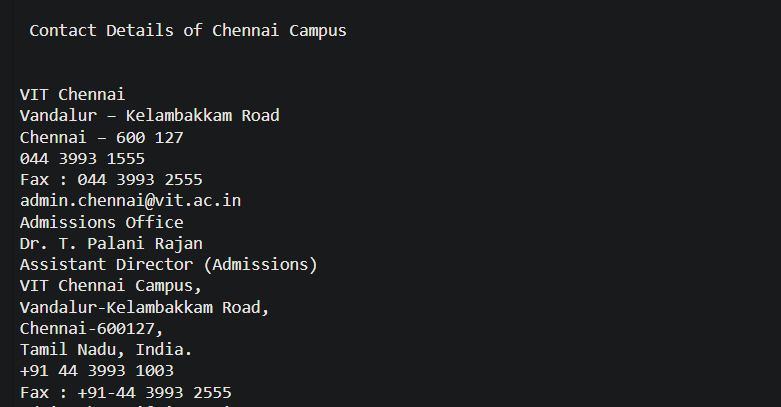 Contact Details of Chennai Campus
VIT Chennai
Vandalur – Kelambakkam Road
Chennai – 600 127
044 3993 1555
Fax : 044 3993 2555
admin.chennai@vit.ac.in
Admissions Office
Dr. T. Palani Rajan
Assistant Director (Admissions)
VIT Chennai Campus,
Vandalur-Kelambakkam Road,
Chennai-600127,
Tamil Nadu, India.
+91 44 3993 1003
Fax : +91-44 3993 2555